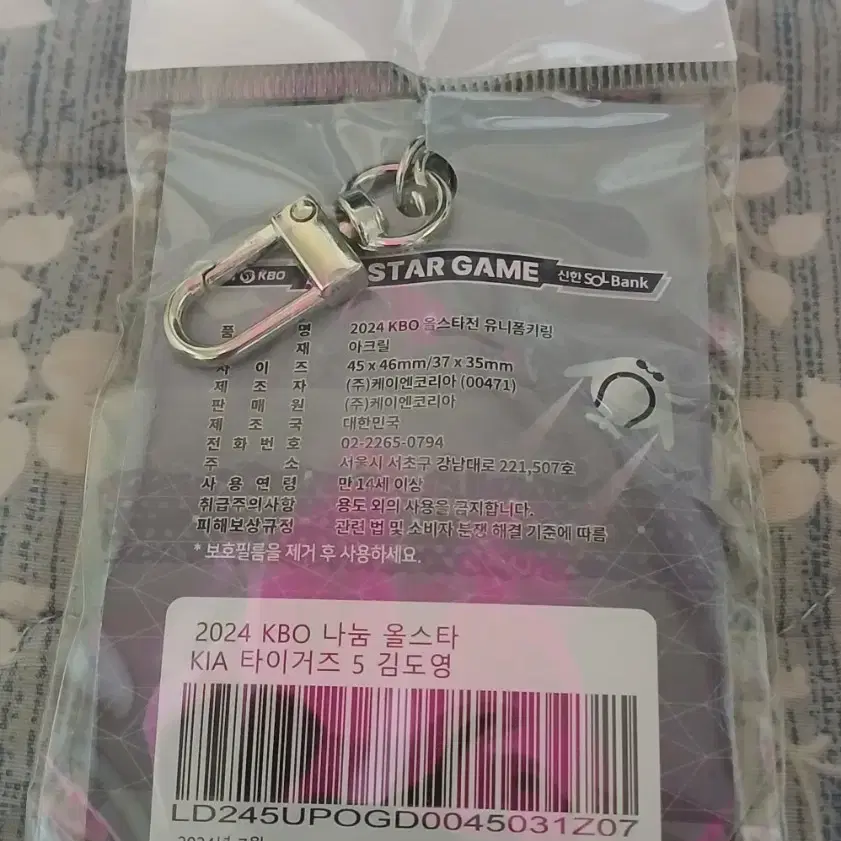 KBO STAR GAME 신한 SOL Bank
품 명 2024 KBO 올스타전 유니폼키링
재 아크릴
사 이 즈 45 x 46mm/37 x 35mm
제 조 자 (주)케이엔코리아 (00471)
판 매 원 (주)케이엔코리아
제 조 국 대한민국
전 화 번 호 02-2265-0794
주 소 서울시 서초구 강남대로 221,507호
사 용 연 령 만 14세 이상
취급주의사항 용도 외의 사용을 금지합니다.
피해보상규정 관련 법 및 소비자 분쟁 해결 기준에 따름
* 보호필름을 제거 후 사용하세요.
2024 KBO 나눔 올스타
KIA 타이거즈 5 김도영
LD245UPOGD0045031Z07
2024년 7월